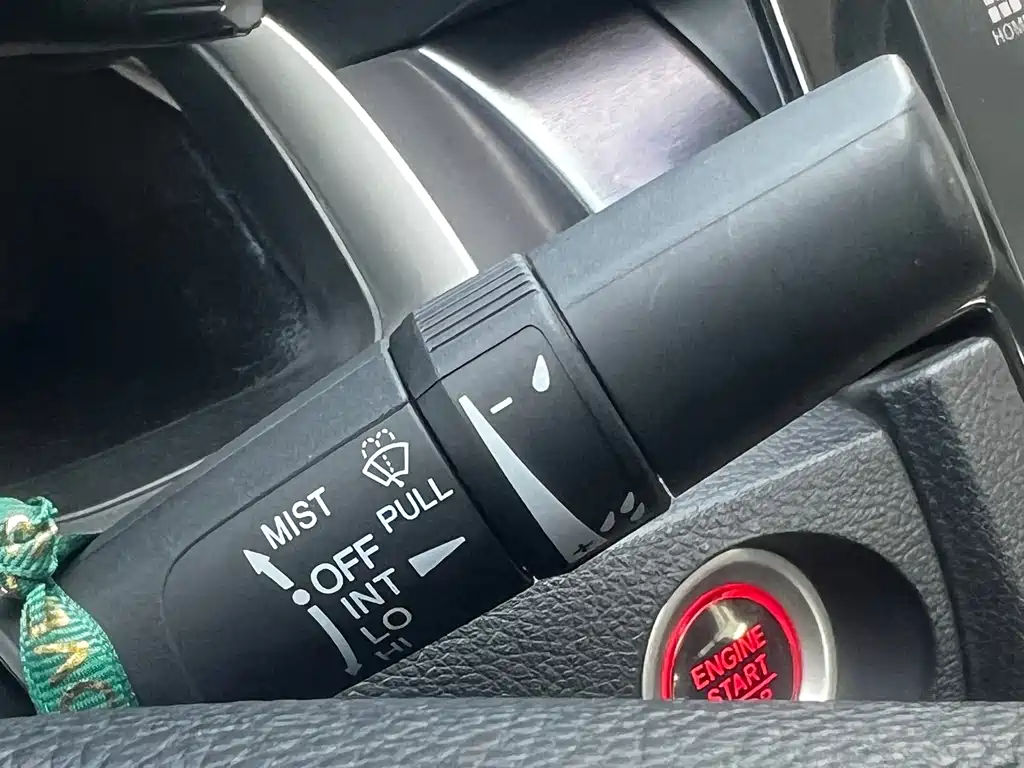 MIST
PULL
OFF
INT
LO
HI
- 
+
ENGINE
START